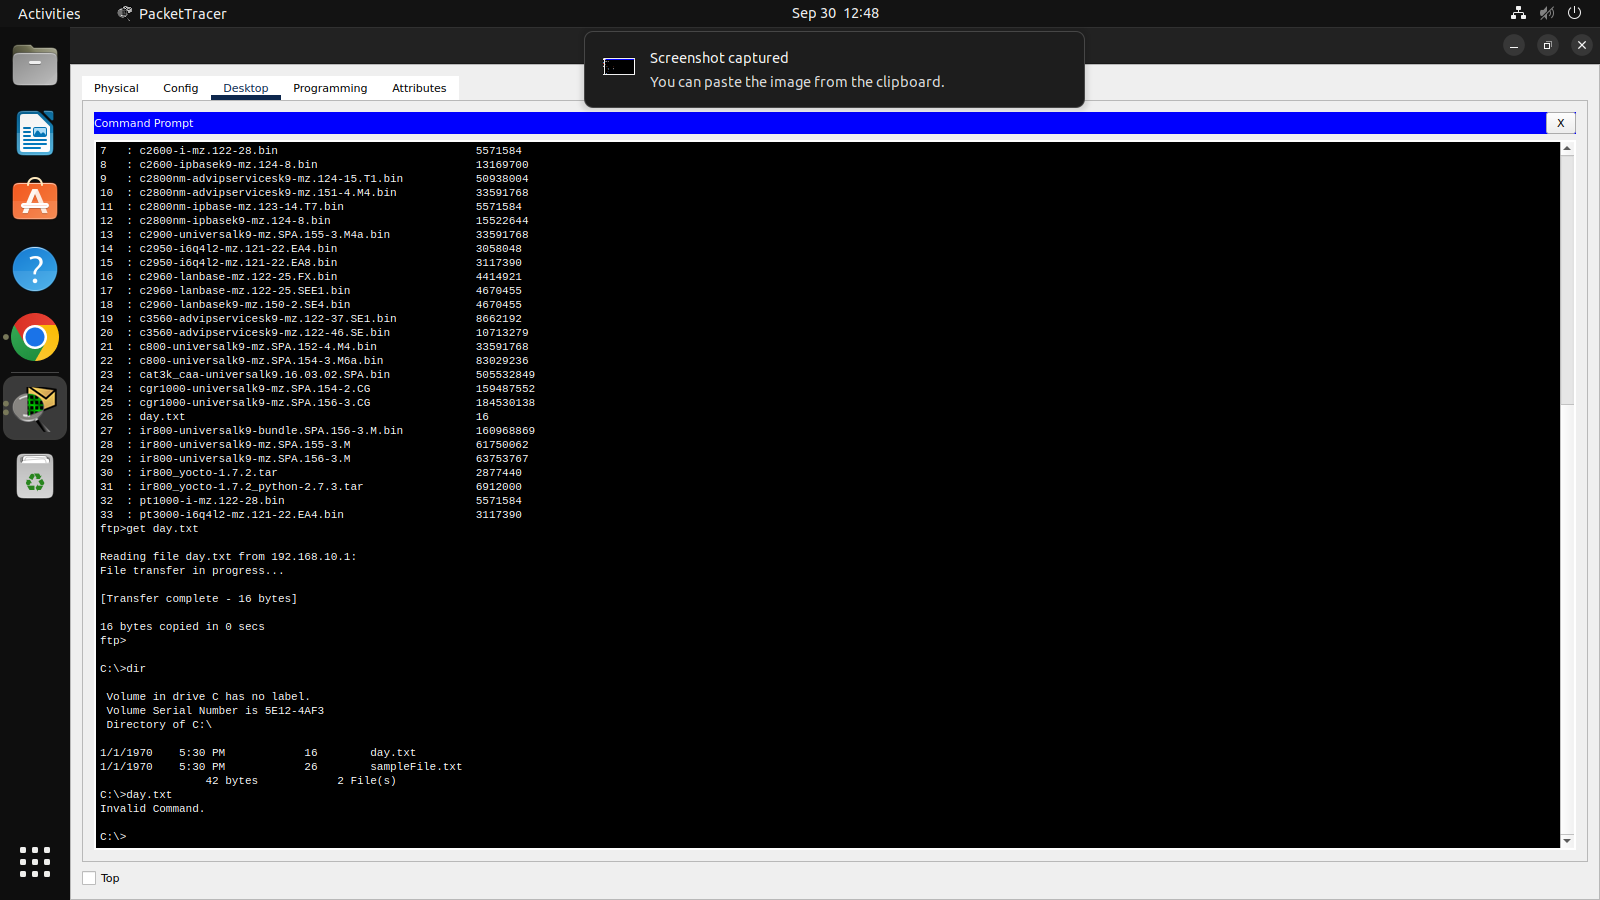 Activities PacketTracer Sep 30 12:48
Screenshot captured
You can paste the image from the clipboard.
Physical Config Desktop Programming Attributes
Command Prompt X
7 : c2600-i-mz.122-28.bin 5571584
8 : c2600-ipbasek9-mz.124-8.bin 13169700
9 : c2800nm-advipservicesk9-mz.124-15.T1.bin 50938004
10 : c2800nm-advipservicesk9-mz.151-4.M4.bin 33591768
11 : c2800nm-ipbase-mz.123-14.T7.bin 5571584
12 : c2800nm-ipbasek9-mz.124-8.bin 15522644
13 : c2900-universalk9-mz.SPA.155-3.M4a.bin 33591768
14 : c2950-i6q4l2-mz.121-22.EA4.bin 3058048
15 : c2950-i6q4l2-mz.121-22.EA8.bin 3117390
16 : c2960-lanbase-mz.122-25.FX.bin 4414921
17 : c2960-lanbase-mz.122-25.SEE1.bin 4670455
18 : c2960-lanbasek9-mz.150-2.SE4.bin 4670455
19 : c3560-advipservicesk9-mz.122-37.SE1.bin 8662192
20 : c3560-advipservicesk9-mz.122-46.SE.bin 10713279
21 : c800-universalk9-mz.SPA.152-4.M4.bin 33591768
22 : c800-universalk9-mz.SPA.154-3.M6a.bin 83029236
23 : cat3k_caa-universalk9.16.03.02.SPA.bin 505532849
24 : cgr1000-universalk9-mz.SPA.154-2.CG 159487552
25 : cgr1000-universalk9-mz.SPA.156-3.CG 184530138
26 : day.txt 16
27 : ir800-universalk9-bundle.SPA.156-3.M.bin 160968869
28 : ir800-universalk9-mz.SPA.155-3.M 61750062
29 : ir800-universalk9-mz.SPA.156-3.M 63753767
30 : ir800_yocto-1.7.2.tar 2877440
31 : ir800_yocto-1.7.2_python-2.7.3.tar 6912000
32 : pt1000-i-mz.122-28.bin 5571584
33 : pt3000-i6q4l2-mz.121-22.EA4.bin 3117390
ftp>get day.txt
Reading file day.txt from 192.168.10.1:
File transfer in progress...
[Transfer complete - 16 bytes]
16 bytes copied in 0 secs
ftp>
C:\>dir
Volume in drive C has no label.
Volume Serial Number is 5E12-4AF3
Directory of C:\
1/1/1970 5:30 PM 16 day.txt
1/1/1970 5:30 PM 26 sampleFile.txt
42 bytes 2 File(s)
C:\>day.txt
Invalid Command.
C:\>
Top